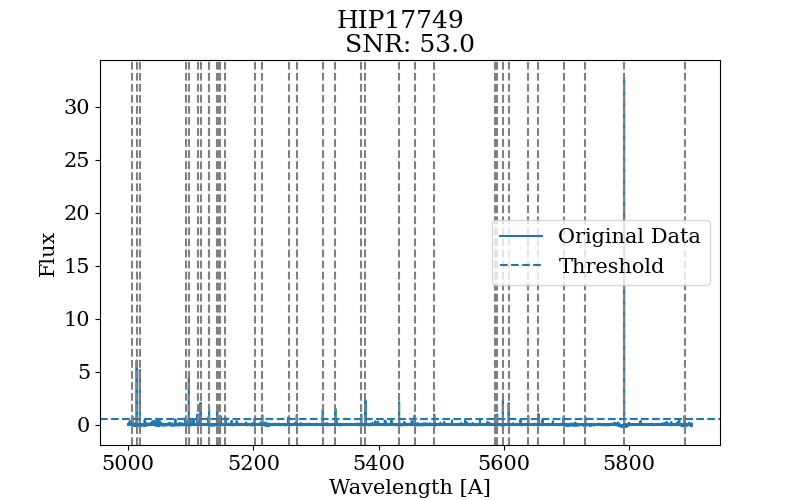 HIP17749
SNR: 53.0
30
25
20
15
10
5
0
Flux
Original Data
Threshold
5000 5200 5400 5600 5800
Wavelength [A]